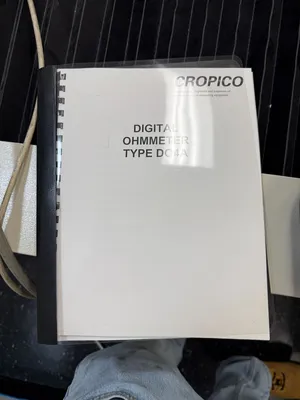 CROPICO
DIGITAL
OHMMETER
TYPE DO4A